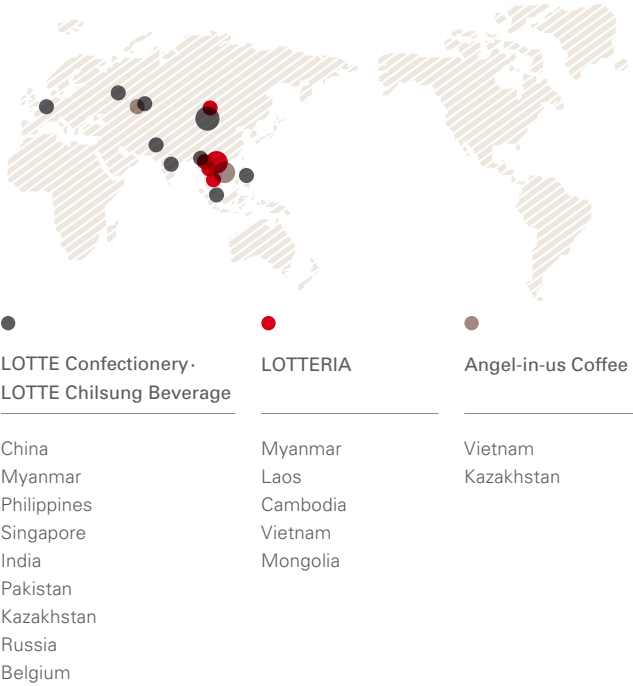 LOTTE Confectionery·
LOTTE Chilsung Beverage
China
Myanmar
Philippines
Singapore
India
Pakistan
Kazakhstan
Russia
Belgium
LOTTERIA
Myanmar
Laos
Cambodia
Vietnam
Mongolia
Angel-in-us Coffee
Vietnam
Kazakhstan